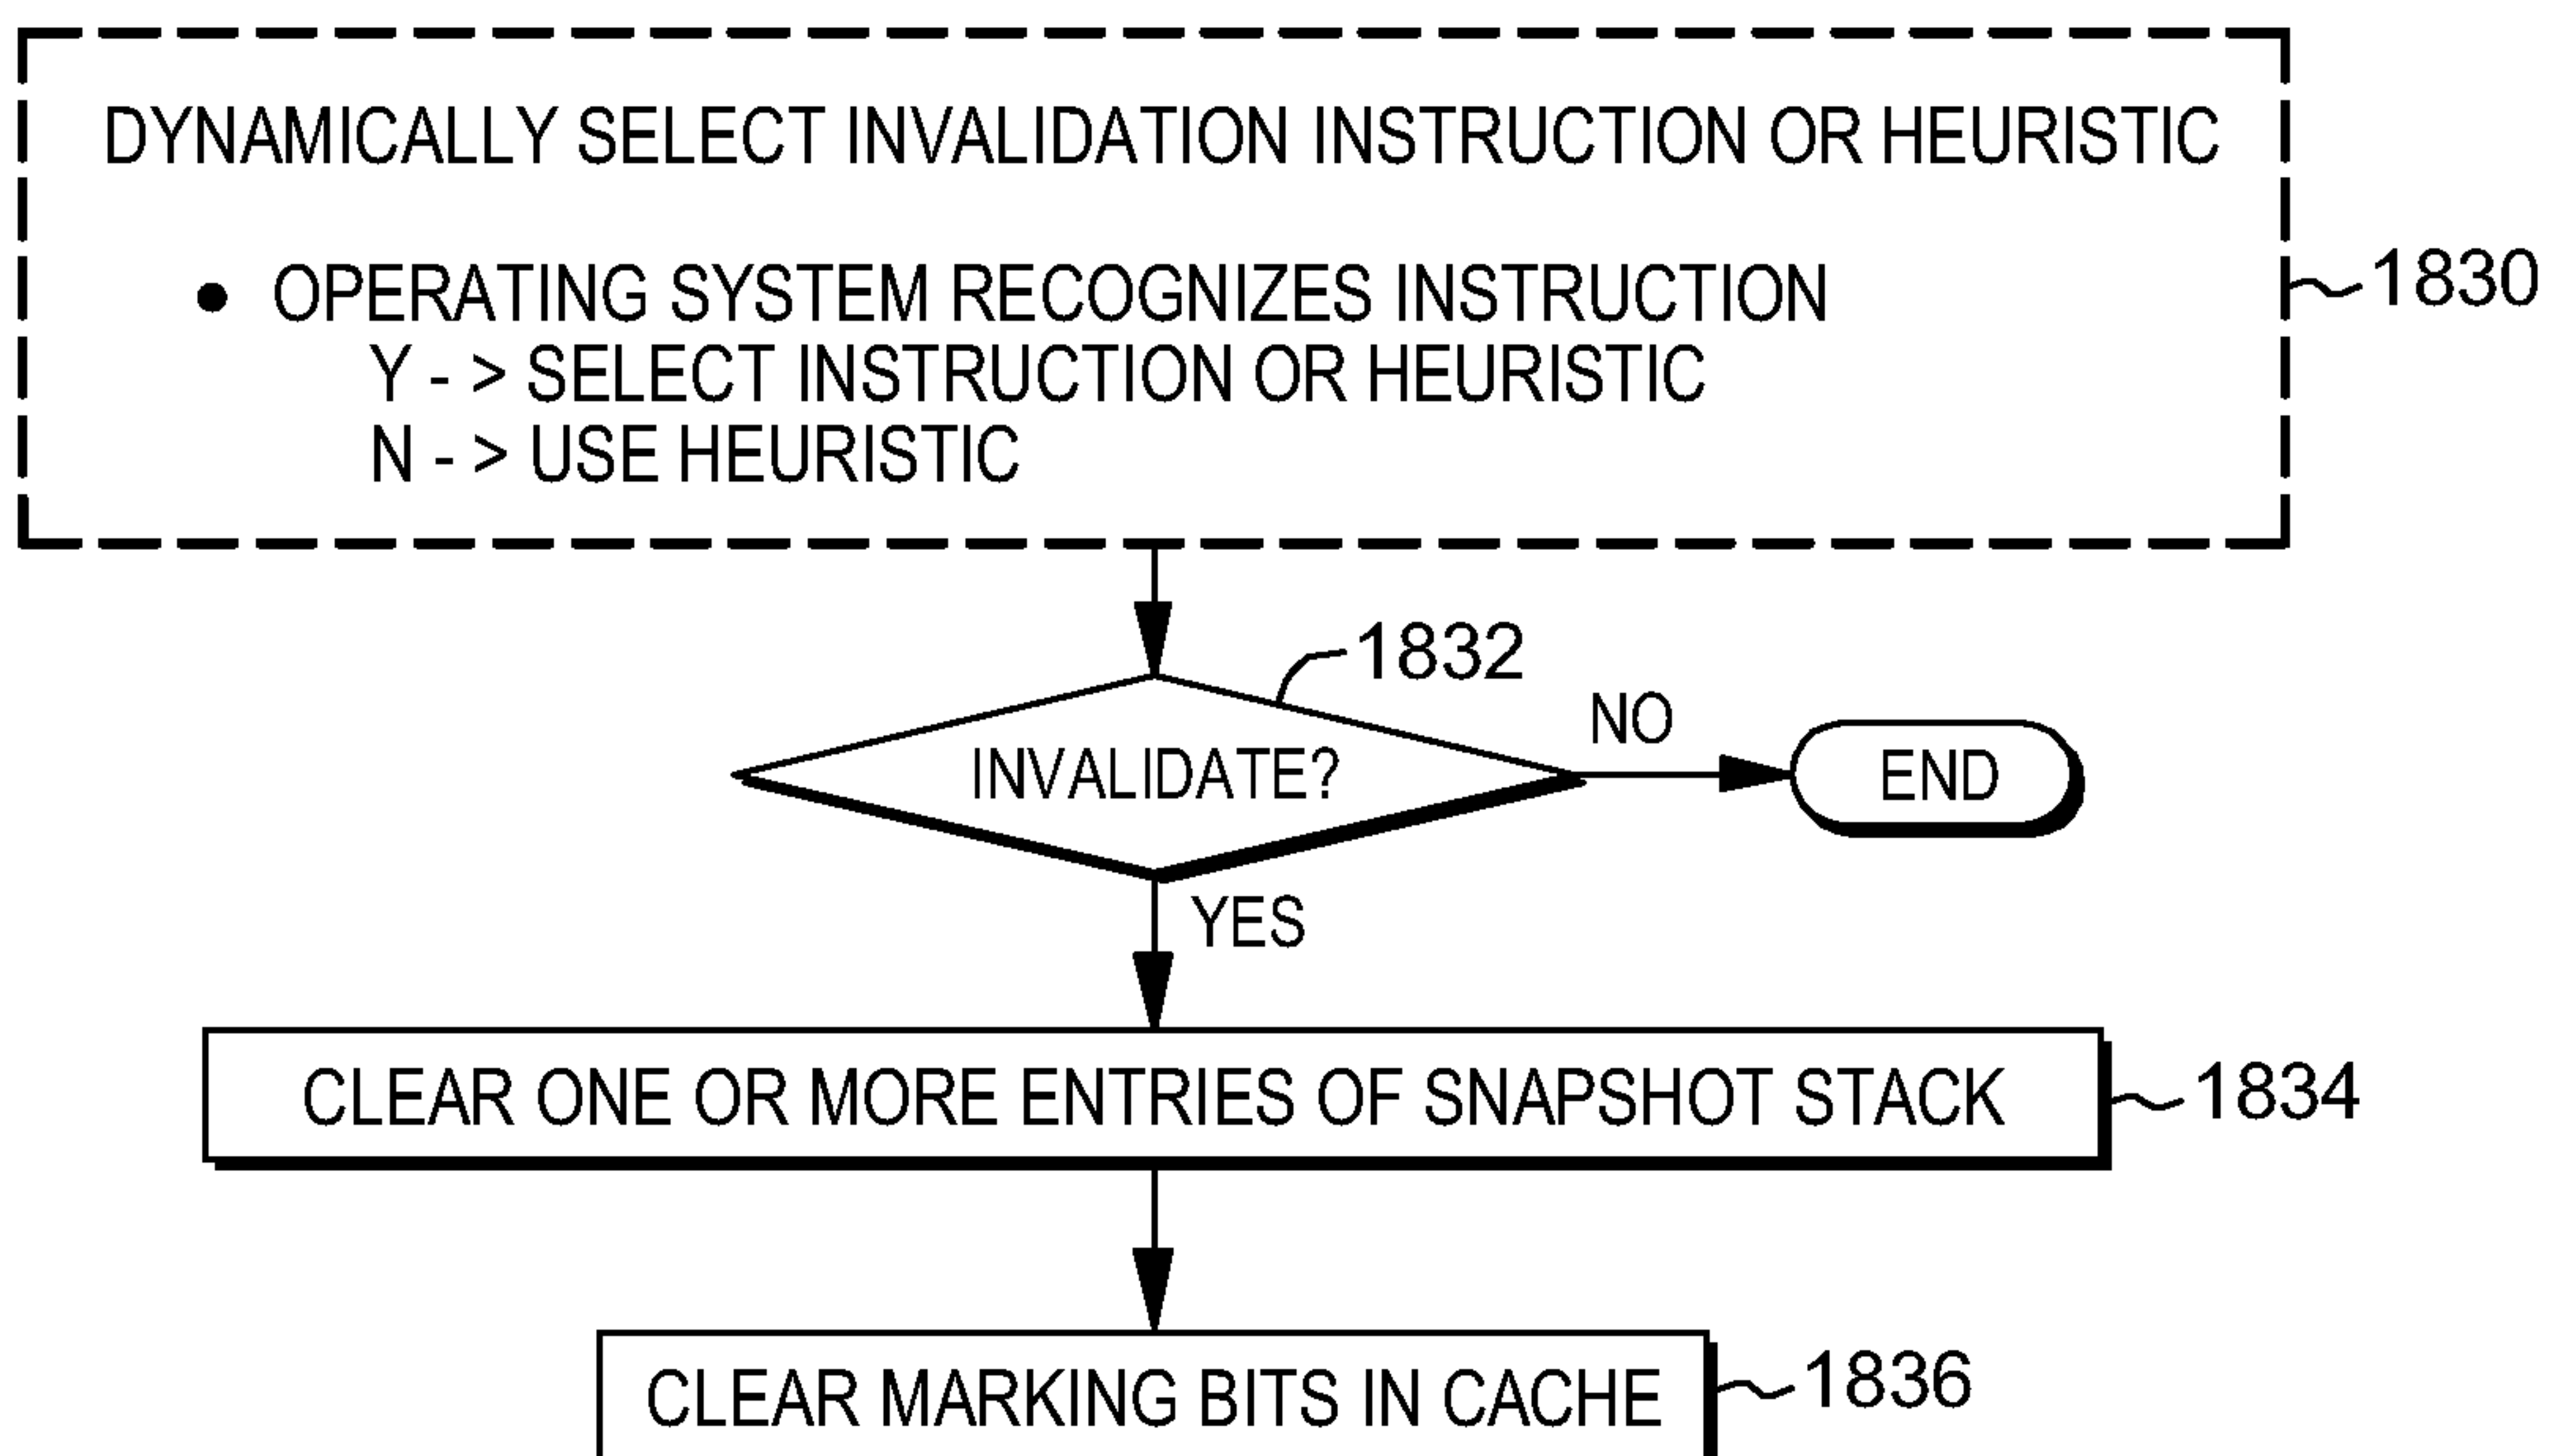 DYNAMICALLY SELECT INVALIDATION INSTRUCTION OR HEURISTIC
• OPERATING SYSTEM RECOGNIZES INSTRUCTION
1830
Y - > SELECT INSTRUCTION OR HEURISTIC
N - > USE HEURISTIC
1832
NO
INVALIDATE?
END
YES
CLEAR ONE OR MORE ENTRIES OF SNAPSHOT STACK
1834
CLEAR MARKING BITS IN CACHE
1836